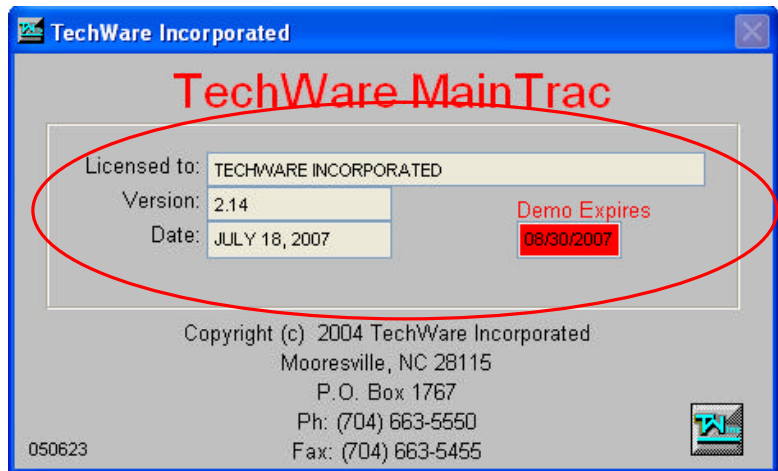 TechWare Incorporated
TechWare MainTrac
Licensed to: TECHWARE INCORPORATED
Version: 2.14
Demo Expires
Date: JULY 18, 2007 08/30/2007
Copyright (c) 2004 TechWare Incorporated
Mooresville, NC 28115
P.O. Box 1767
Ph: (704) 663-5550
050623 Fax: (704) 663-5455